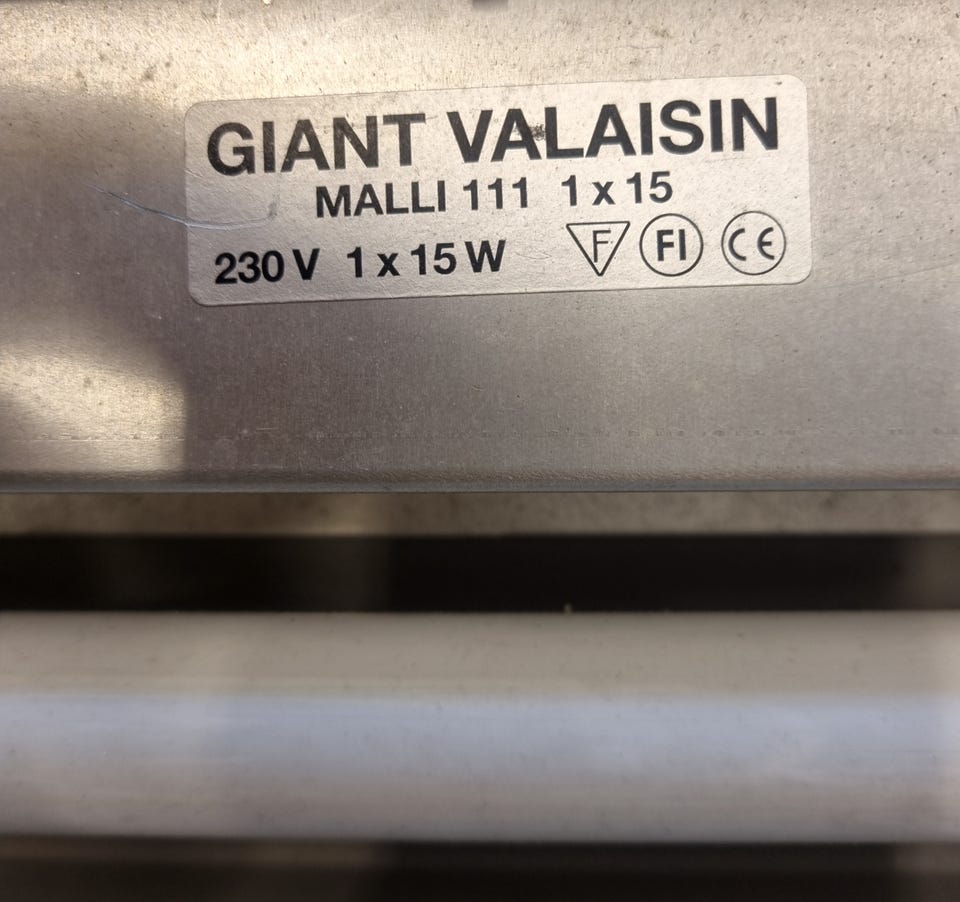 GIANT VALAISIN
MALLI 111 1 x 15
230 V 1 x 15 W F FI CE